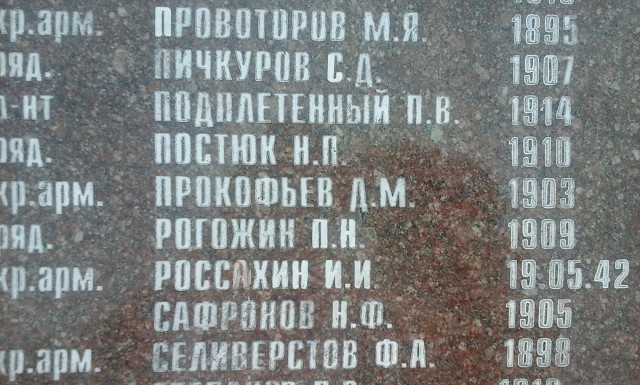 кр.арм. ПРОВОТОРОВ М.Я. 1895
ряд. ПИЧКУРОВ С.Д. 1907
л-нт ПОДПЛЕТЕННЫЙ П.В. 1914
ряд. ПОСТЮК Н.П. 1910
кр.арм. ПРОКОФЬЕВ Д.М. 1903
ряд. РОГОЖИН П.Н. 1909
кр.арм. РОССАХИН И.И. 19.05.42
САФРОНОВ Н.Ф. 1905
кр.арм. СЕЛИВЕРСТОВ Ф.А. 1898